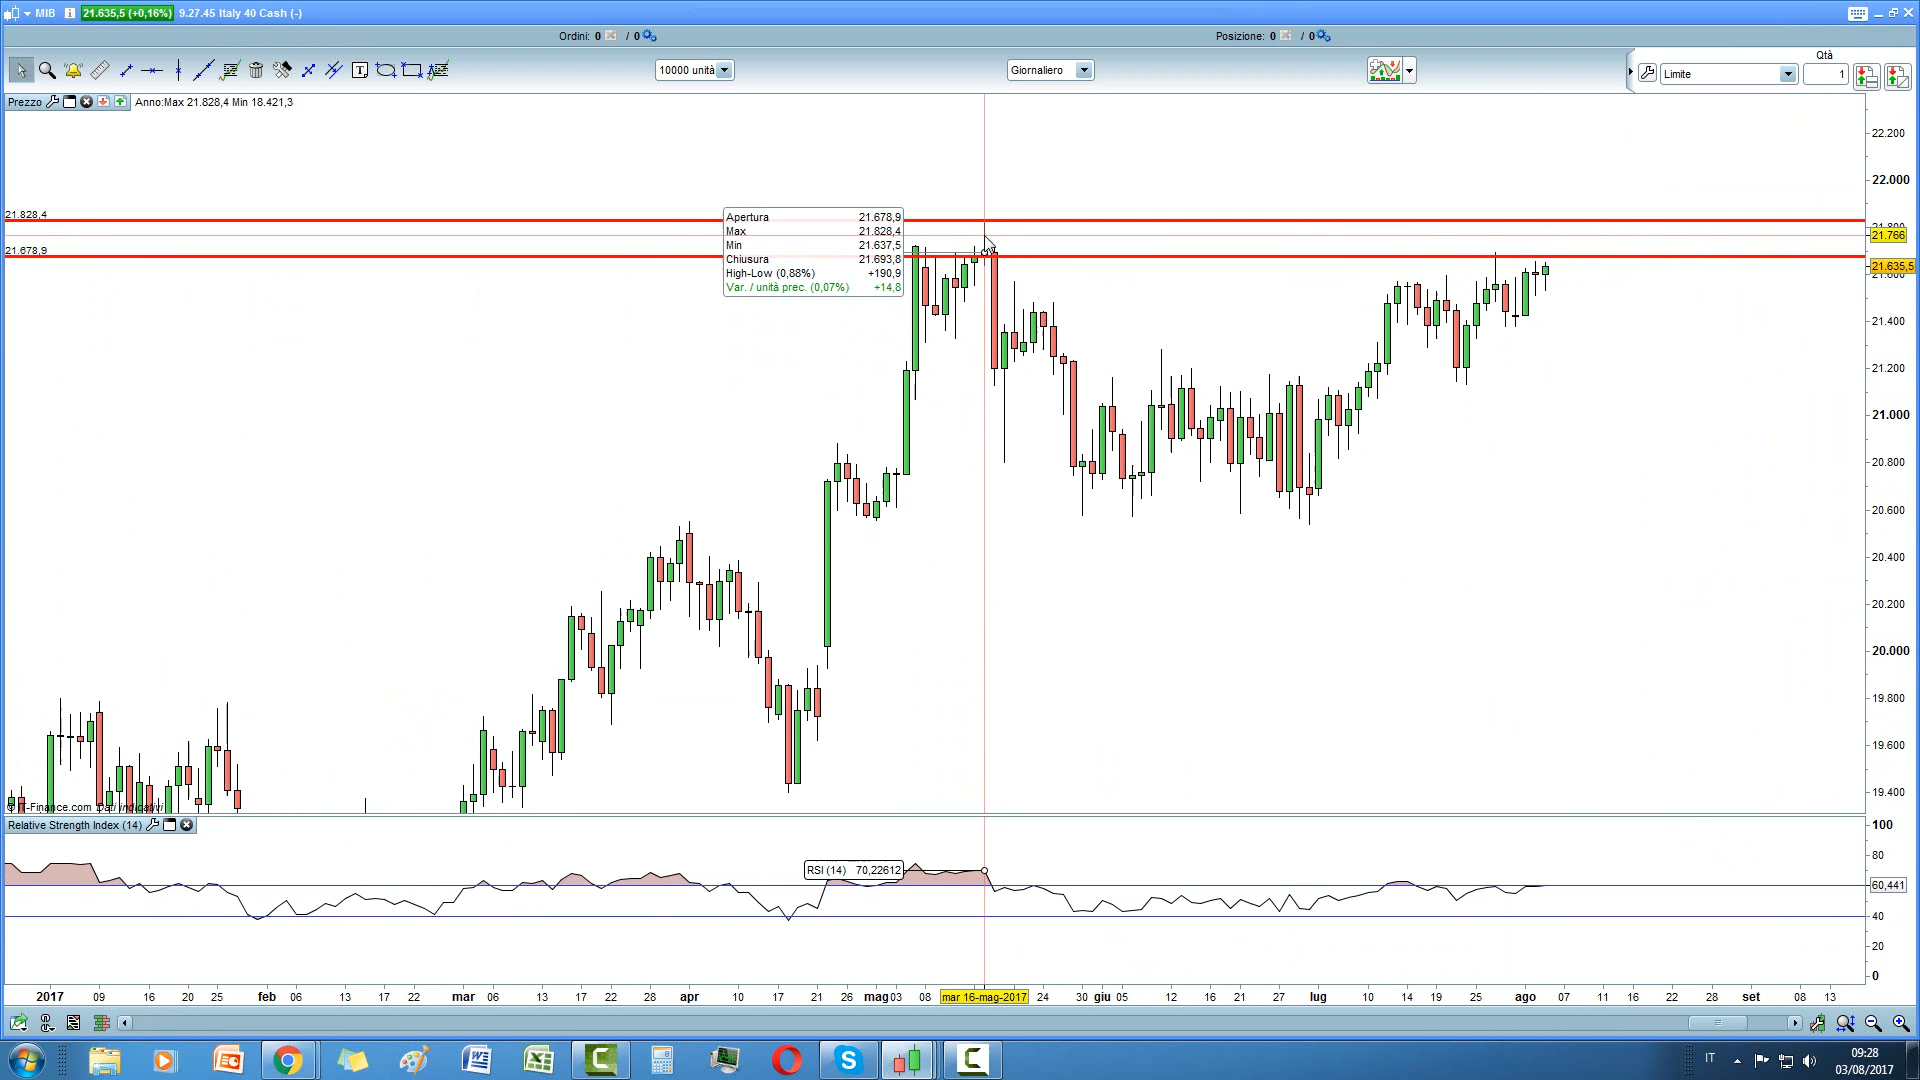 MIB 21.635,5 (+0,16%) 9.27.45 Italy 40 Cash (-)
Ordini: 0 / 0 Posizione: 0 / 0
10000 unità Giornaliero Limite Qtà 1
Prezzo Anno:Max 21.828,4 Min 18.421,3
22.200
22.000
21.828,4
21.766
21.678,9
21.635,5
21.400
21.200
21.000
20.800
20.600
20.400
20.200
20.000
19.800
19.600
19.400
Apertura 21.678,9
Max 21.828,4
Min 21.637,5
Chiusura 21.693,8
High-Low (0,88%) +190,9
Var. / unità prec. (0,07%) +14,8
© IT-Finance.com Dati indicativi
Relative Strength Index (14)
100
80
RSI (14) 70,22612
60,441
40
20
0
2017 09 16 20 25 feb 06 13 17 22 mar 06 13 17 22 28 apr 10 17 21 26 mag 03 08 mar 16-mag-2017 24 30 giu 05 12 16 21 27 lug 10 14 19 25 ago 07 11 16 22 28 set 08 13
IT 09:28
03/08/2017